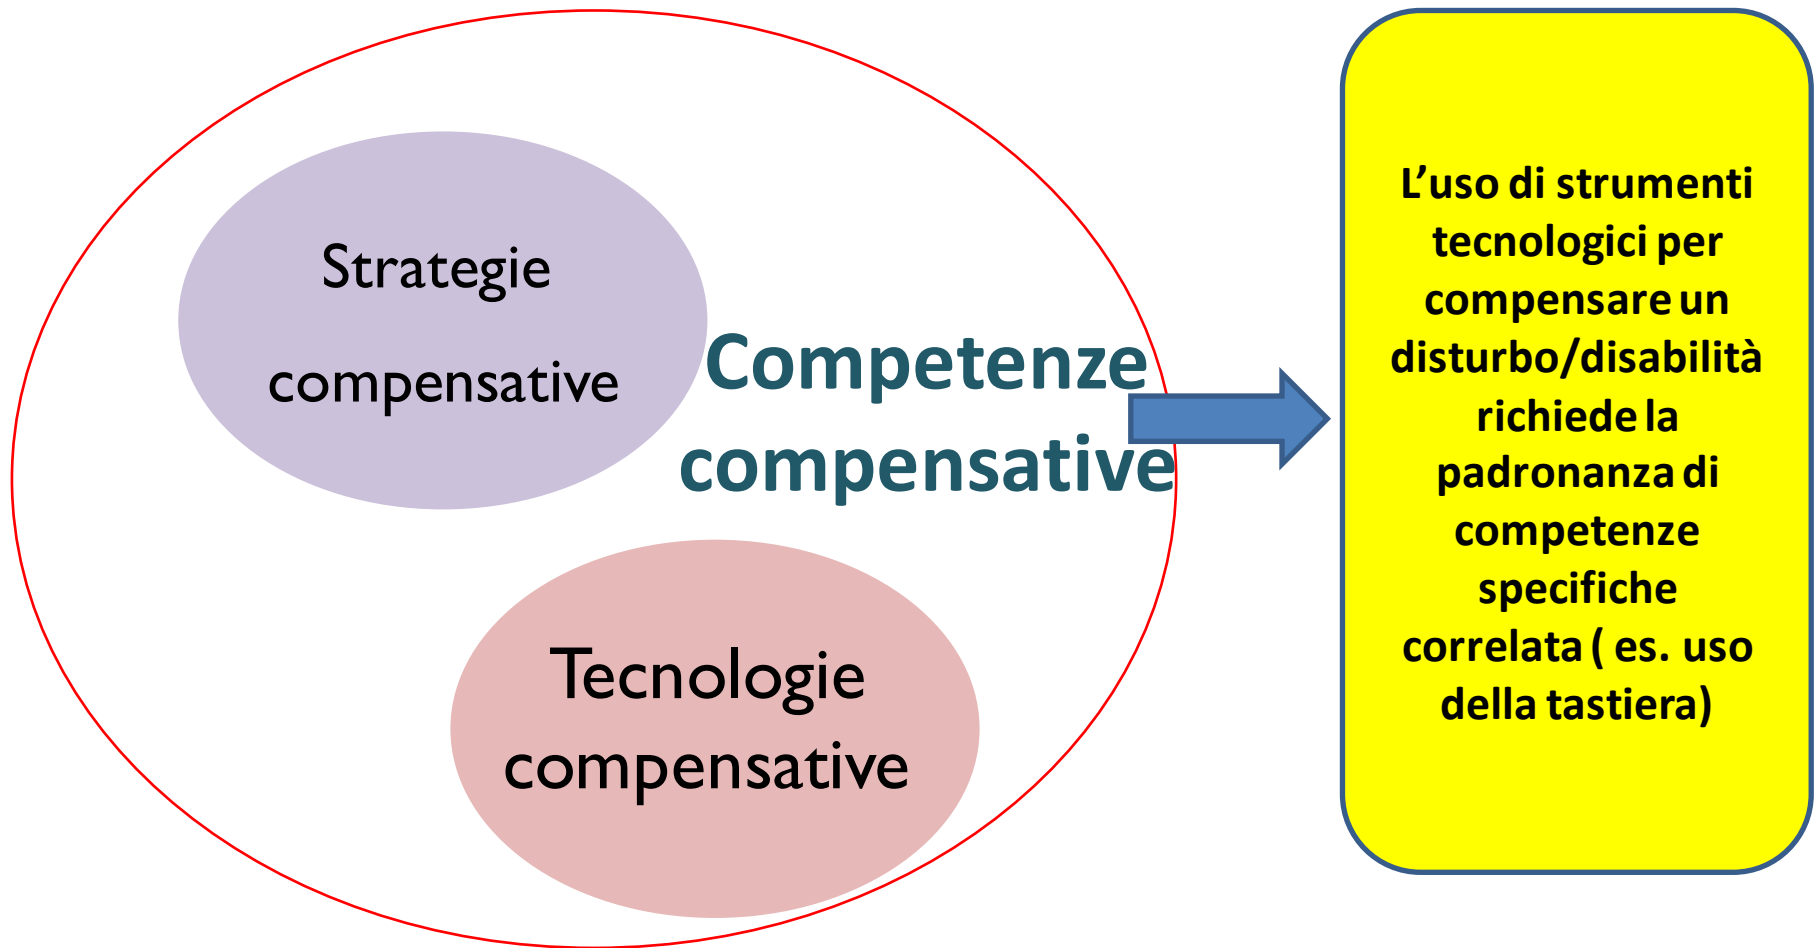 Strategie
compensative
Competenze
compensative
Tecnologie
compensative
L’uso di strumenti
tecnologici per
compensare un
disturbo/disabilità
richiede la
padronanza di
competenze
specifiche
correlata ( es. uso
della tastiera)